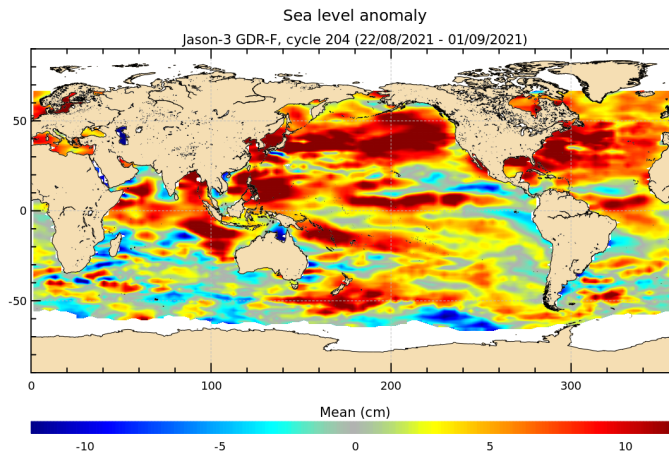 Sea level anomaly
Jason-3 GDR-F, cycle 204 (22/08/2021 - 01/09/2021)
50
0
-50
0 100 200 300
Mean (cm)
-10 -5 0 5 10